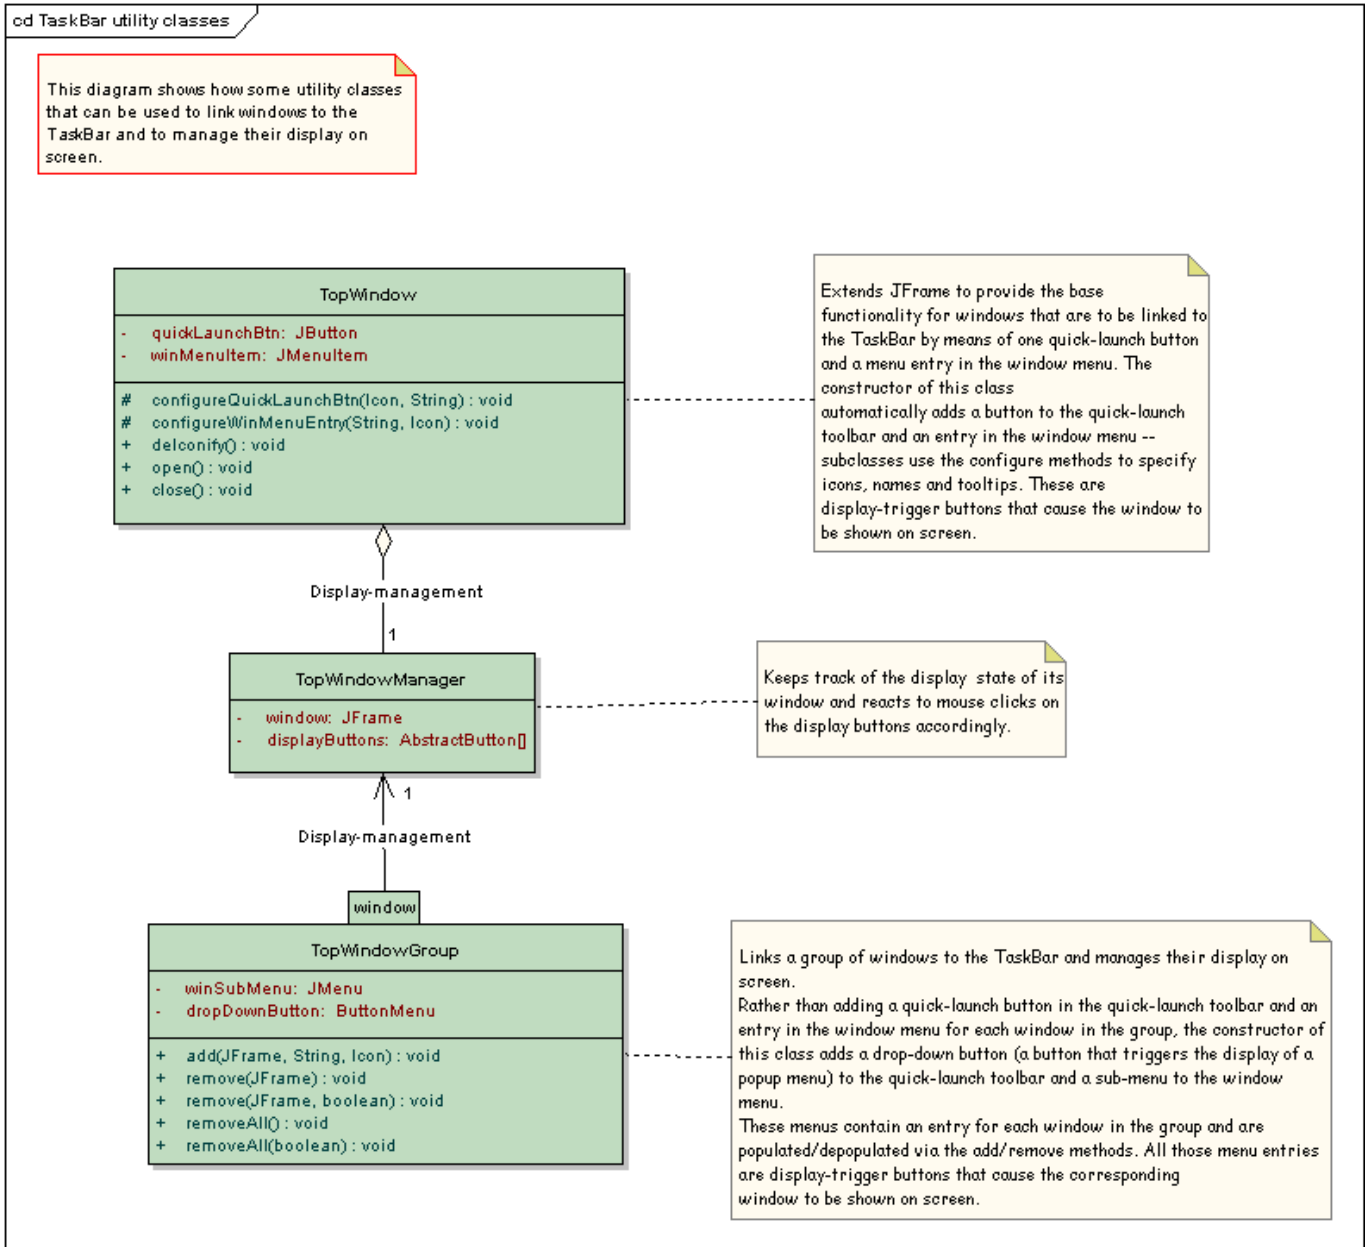 cd TaskBar utility classes
This diagram shows how some utility classes
that can be used to link windows to the
TaskBar and to manage their display on
screen.
TopWindow
- quickLaunchBtn: JButton
- winMenuItem: JMenuItem
# configureQuickLaunchBtn(Icon, String) : void
# configureWinMenuEntry(String, Icon) : void
+ deIconify() : void
+ open() : void
+ close() : void
Extends JFrame to provide the base
functionality for windows that are to be linked to
the TaskBar by means of one quick-launch button
and a menu entry in the window menu. The
constructor of this class
automatically adds a button to the quick-launch
toolbar and an entry in the window menu --
subclasses use the configure methods to specify
icons, names and tooltips. These are
display-trigger buttons that cause the window to
be shown on screen.
Display-management
1
TopWindowManager
- window: JFrame
- displayButtons: AbstractButton[]
Keeps track of the display state of its
window and reacts to mouse clicks on
the display buttons accordingly.
1
Display-management
window
TopWindowGroup
- winSubMenu: JMenu
- dropDownButton: ButtonMenu
+ add(JFrame, String, Icon) : void
+ remove(JFrame) : void
+ remove(JFrame, boolean) : void
+ removeAll() : void
+ removeAll(boolean) : void
Links a group of windows to the TaskBar and manages their display on
screen.
Rather than adding a quick-launch button in the quick-launch toolbar and an
entry in the window menu for each window in the group, the constructor of
this class adds a drop-down button (a button that triggers the display of a
popup menu) to the quick-launch toolbar and a sub-menu to the window
menu.
These menus contain an entry for each window in the group and are
populated/depopulated via the add/remove methods. All those menu entries
are display-trigger buttons that cause the corresponding
window to be shown on screen.